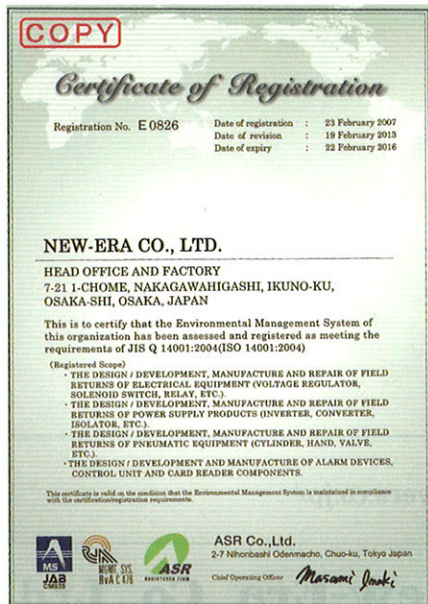 COPY
Certificate of Registration
Registration No. E 0826
Date of registration : 23 February 2007
Date of revision : 19 February 2013
Date of expiry : 22 February 2016
NEW-ERA CO., LTD.
HEAD OFFICE AND FACTORY
7-21 1-CHOME, NAKAGAWAHIGASHI, IKUNO-KU,
OSAKA-SHI, OSAKA, JAPAN
This is to certify that the Environmental Management System of
this organization has been assessed and registered as meeting the
requirements of JIS Q 14001:2004(ISO 14001:2004)
(Registered Scope)
・THE DESIGN / DEVELOPMENT, MANUFACTURE AND REPAIR OF FIELD
RETURNS OF ELECTRICAL EQUIPMENT (VOLTAGE REGULATOR,
SOLENOID SWITCH, RELAY, ETC.).
・THE DESIGN / DEVELOPMENT, MANUFACTURE AND REPAIR OF FIELD
RETURNS OF POWER SUPPLY PRODUCTS (INVERTER, CONVERTER,
ISOLATOR, ETC.).
・THE DESIGN / DEVELOPMENT, MANUFACTURE AND REPAIR OF FIELD
RETURNS OF PNEUMATIC EQUIPMENT (CYLINDER, HAND, VALVE,
ETC.).
・THE DESIGN / DEVELOPMENT AND MANUFACTURE OF ALARM DEVICES,
CONTROL UNIT AND CARD READER COMPONENTS.
This certificate is valid on the condition that the Environmental Management System is maintained in compliance
with the certification/registration requirements.
MS
JAB
CM035
RvA
MGMT. SYS.
RvA C 476
ASR
REGISTERED FIRM
ASR Co.,Ltd.
2-7 Nihonbashi Odenmacho, Chuo-ku, Tokyo Japan
Chief Operating Officer